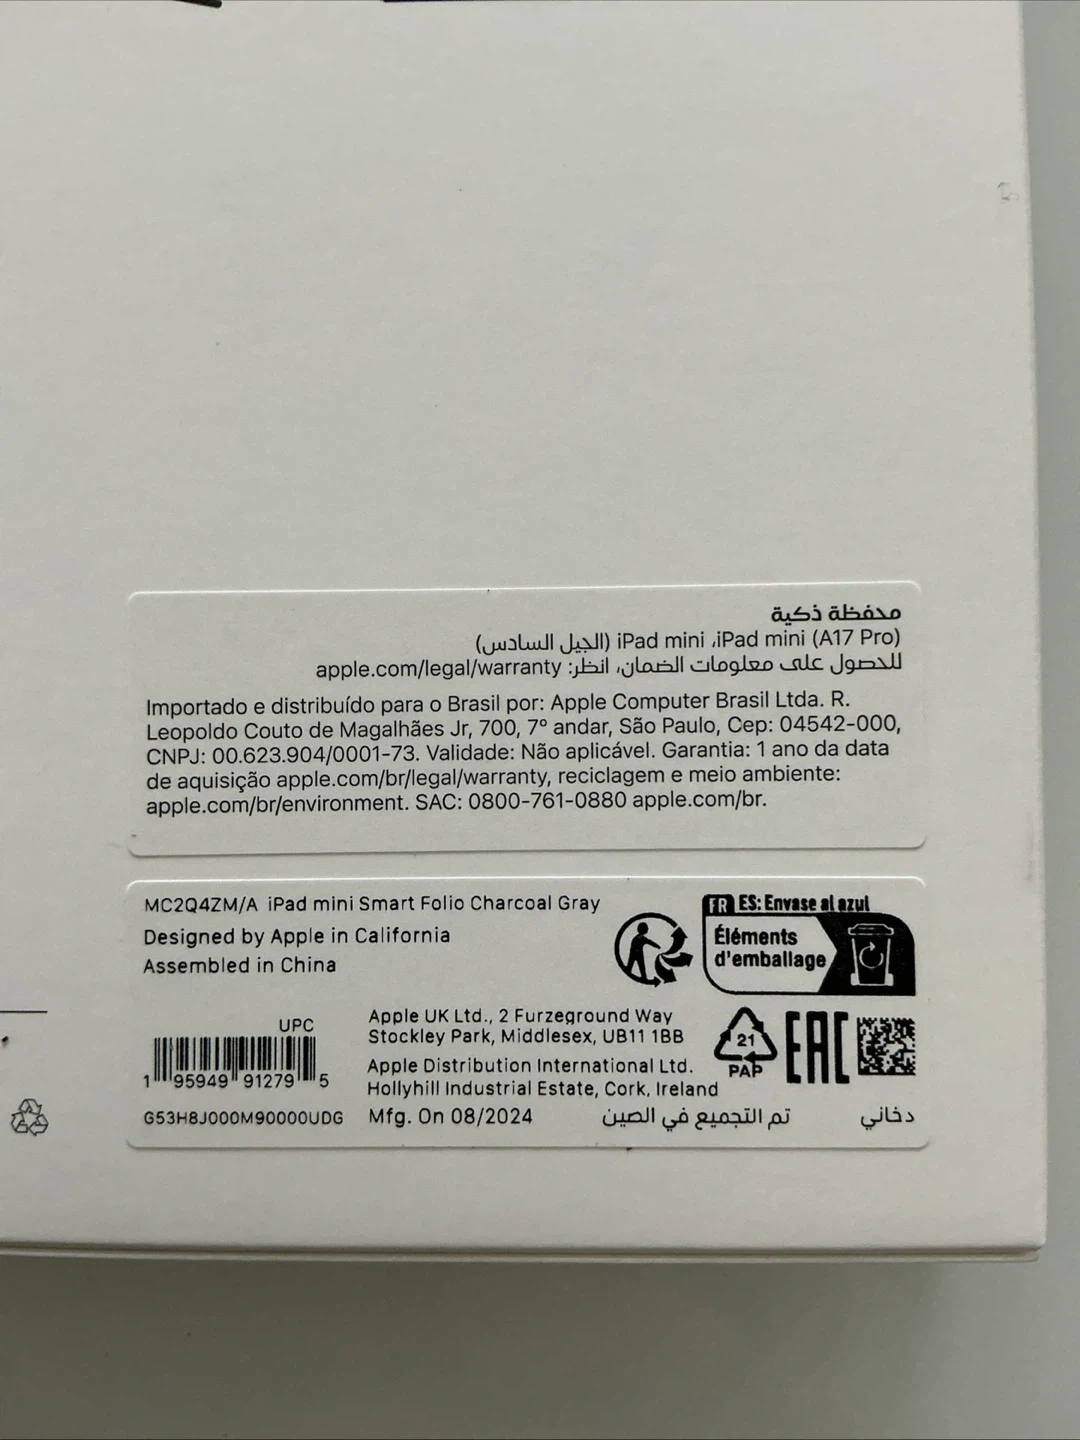 محفظة ذكية
iPad mini (A17 Pro)، iPad mini (الجيل السادس)
للحصول على معلومات الضمان، انظر: apple.com/legal/warranty
Importado e distribuído para o Brasil por: Apple Computer Brasil Ltda. R.
Leopoldo Couto de Magalhães Jr, 700, 7º andar, São Paulo, Cep: 04542-000,
CNPJ: 00.623.904/0001-73. Validade: Não aplicável. Garantia: 1 ano da data
de aquisição apple.com/br/legal/warranty, reciclagem e meio ambiente:
apple.com/br/environment. SAC: 0800-761-0880 apple.com/br.
MC2Q4ZM/A iPad mini Smart Folio Charcoal Gray
Designed by Apple in California
Assembled in China
FR ES: Envase al azul
Éléments
d'emballage
UPC
1 95949 91279 5
G53H8J000M90000UDG
Apple UK Ltd., 2 Furzeground Way
Stockley Park, Middlesex, UB11 1BB
Apple Distribution International Ltd.
Hollyhill Industrial Estate, Cork, Ireland
Mfg. On 08/2024
21
PAP
EAC
تم التجميع في الصين
دخاني